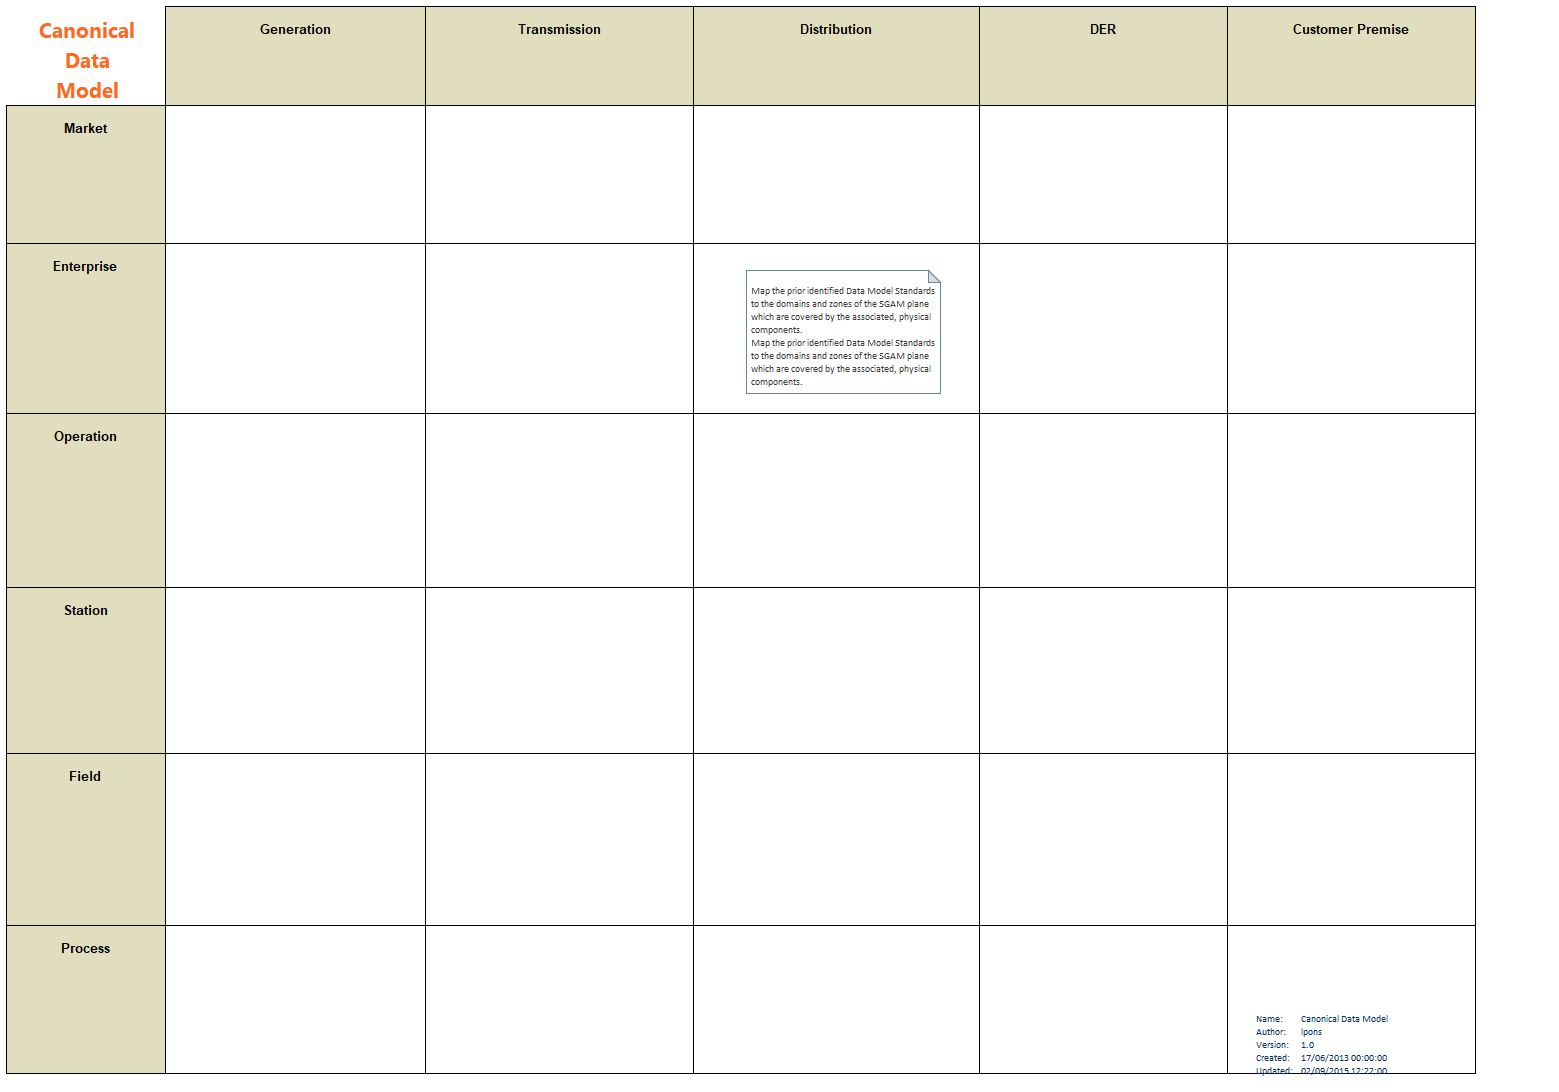 Canonical
Data
Model
Generation
Transmission
Distribution
DER
Customer Premise
Market
Enterprise
Map the prior identified Data Model Standards
to the domains and zones of the SGAM plane
which are covered by the associated, physical
components.
Map the prior identified Data Model Standards
to the domains and zones of the SGAM plane
which are covered by the associated, physical
components.
Operation
Station
Field
Process
Name: Canonical Data Model
Author: lpons
Version: 1.0
Created: 17/06/2013 00:00:00
Updated: 02/09/2015 12:22:00